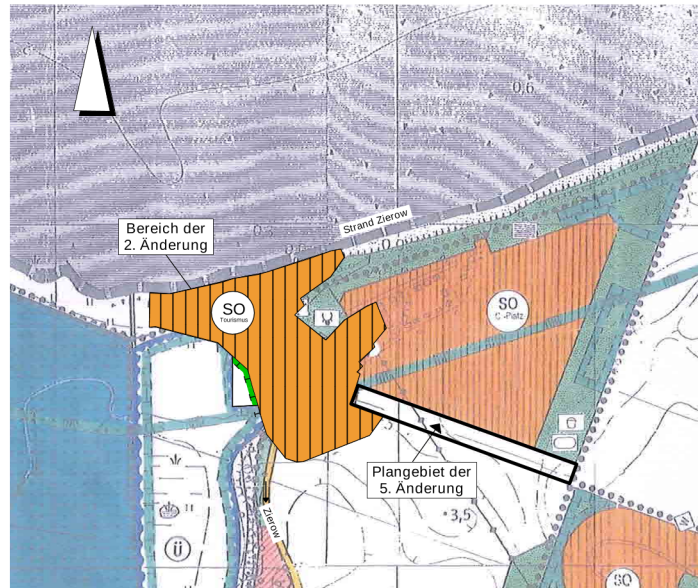 0,6
Strand Zierow
Bereich der
2. Änderung
SO
Tourismus
SO
-Platz
Plangebiet der
5. Änderung
3,5
Zierow
Ü
SO